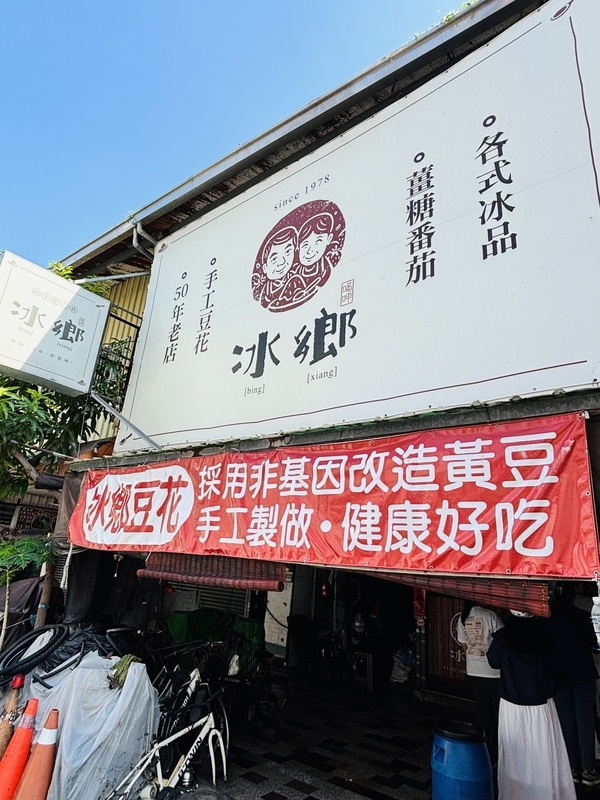 since 1978
各式冰品
薑糖番茄
手工豆花
50年老店
冰鄉
[bing] [xiang]
冰鄉
[bing] [xiang]
冰鄉豆花
採用非基因改造黃豆
手工製做·健康好吃